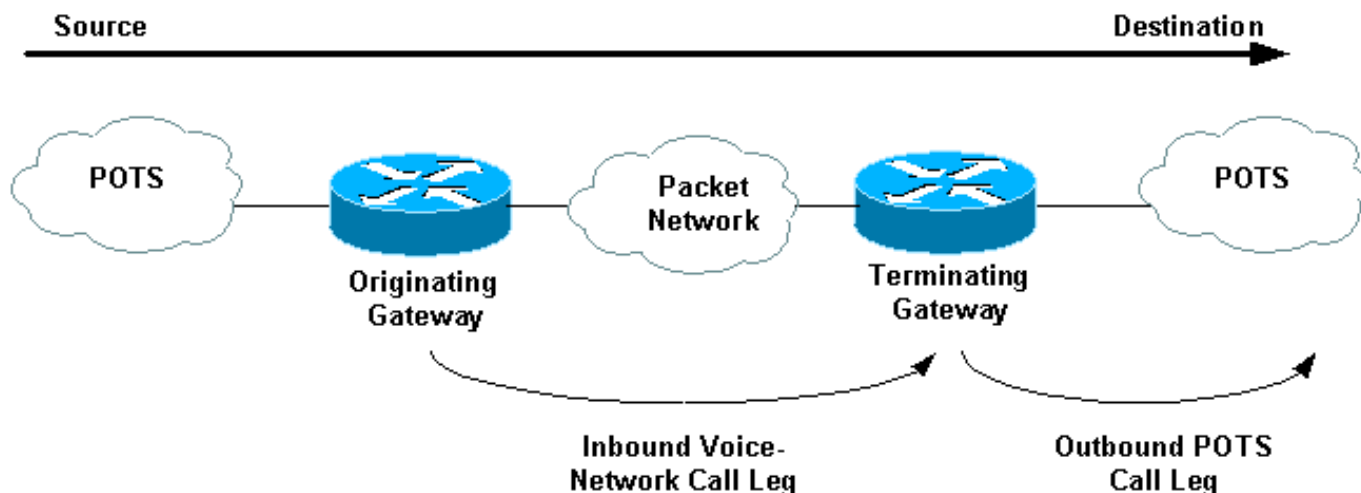 Source
Destination
POTS
Packet
Network
POTS
Originating
Gateway
Terminating
Gateway
Inbound Voice-
Network Call Leg
Outbound POTS
Call Leg